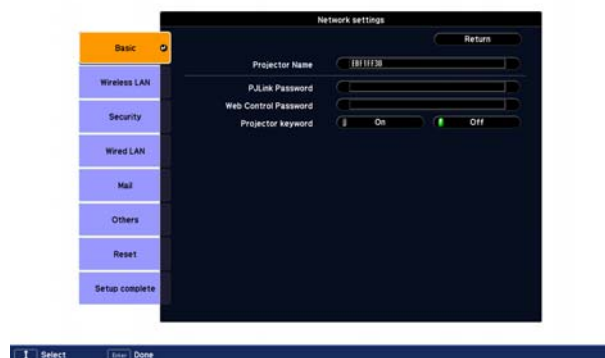 Network settings
Return
Basic
Projector Name EBF1FF38
Wireless LAN
PJLink Password
Web Control Password
Security
Projector keyword On Off
Wired LAN
Mail
Others
Reset
Setup complete
Select Enter Done